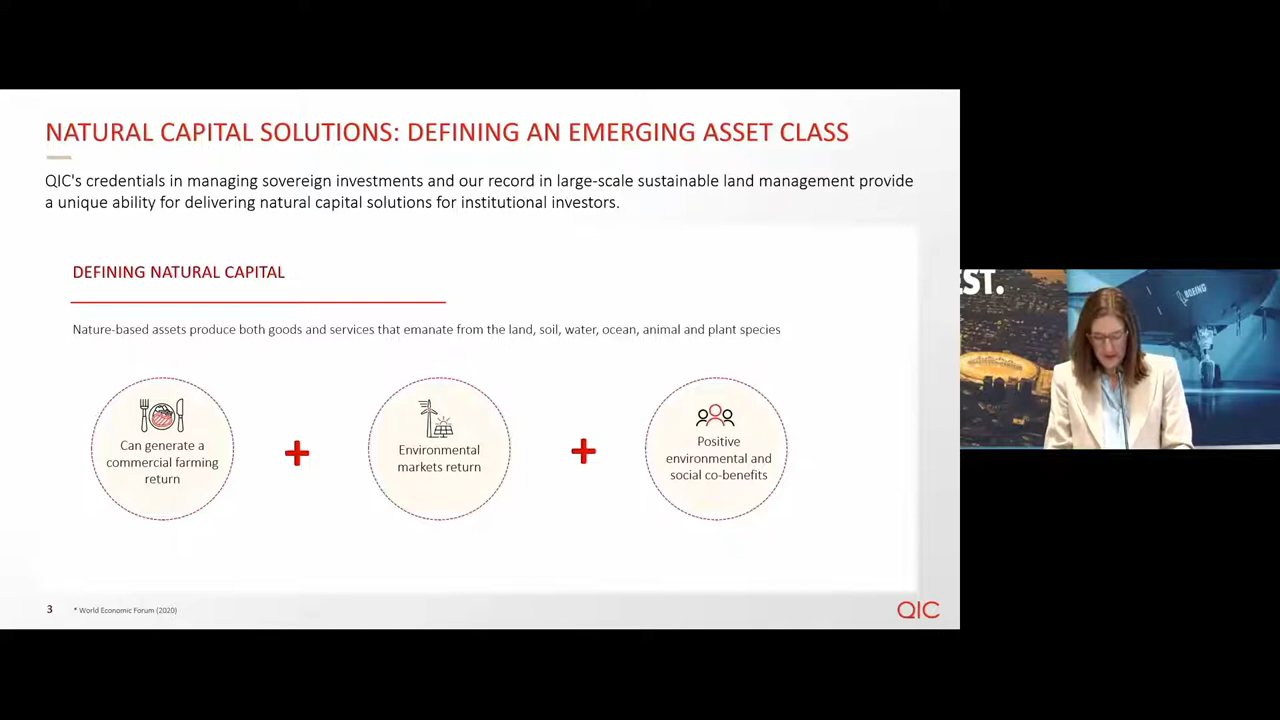 NATURAL CAPITAL SOLUTIONS: DEFINING AN EMERGING ASSET CLASS
QIC's credentials in managing sovereign investments and our record in large-scale sustainable land management provide
a unique ability for delivering natural capital solutions for institutional investors.
DEFINING NATURAL CAPITAL
Nature-based assets produce both goods and services that emanate from the land, soil, water, ocean, animal and plant species
Can generate a
commercial farming
return
+
Environmental
markets return
+
Positive
environmental and
social co-benefits
3
* World Economic Forum (2020)
QIC
EST.
BOEING